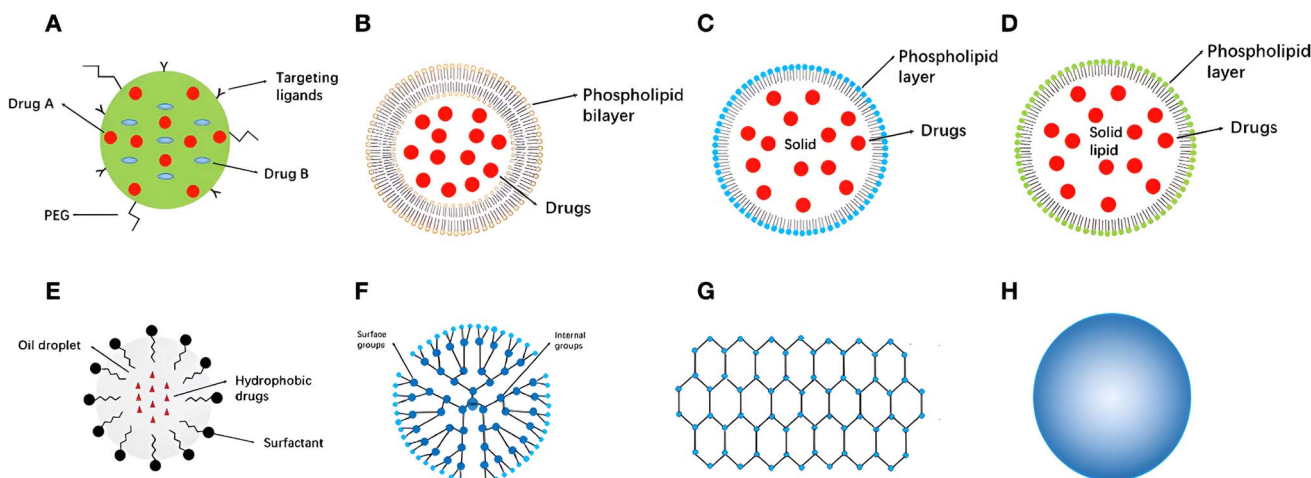 A
Targeting
ligands
Drug A
Drug B
PEG
B
Phospholipid
bilayer
Drugs
C
Phospholipid
layer
Solid
Drugs
D
Phospholipid
layer
Solid
lipid
Drugs
E
Oil droplet
Hydrophobic
drugs
Surfactant
F
Surface
groups
Internal
groups
G
H